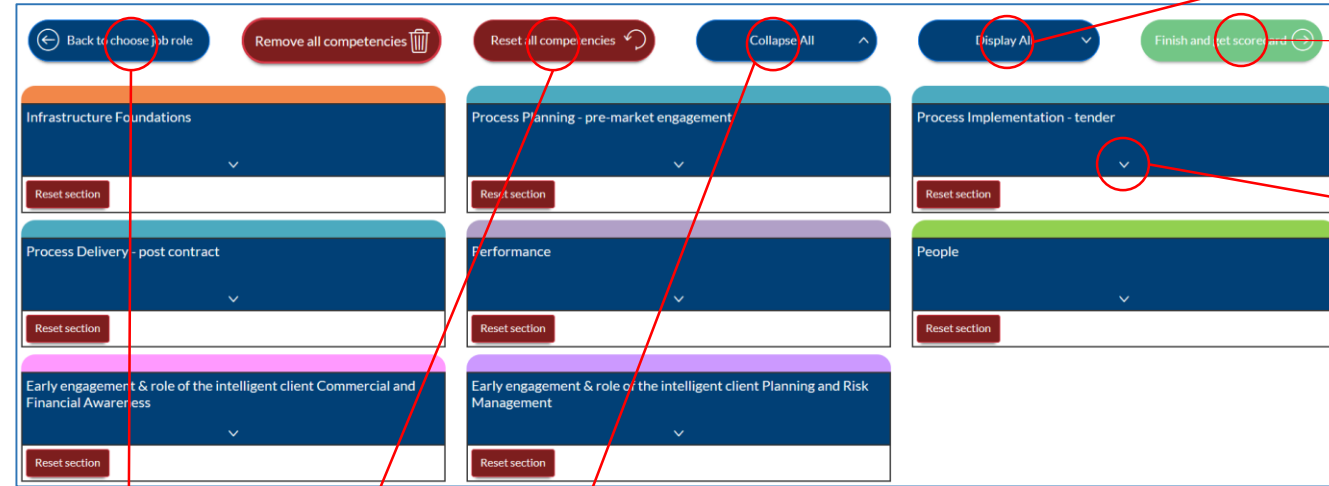 Back to choose job role
Remove all competencies
Reset all competencies
Collapse All
Display All
Finish and get scorecard
Infrastructure Foundations
Reset section
Process Planning - pre-market engagement
Reset section
Process Implementation - tender
Reset section
Process Delivery - post contract
Reset section
Performance
Reset section
People
Reset section
Early engagement & role of the intelligent client Commercial and
Financial Awareness
Reset section
Early engagement & role of the intelligent client Planning and Risk
Management
Reset section